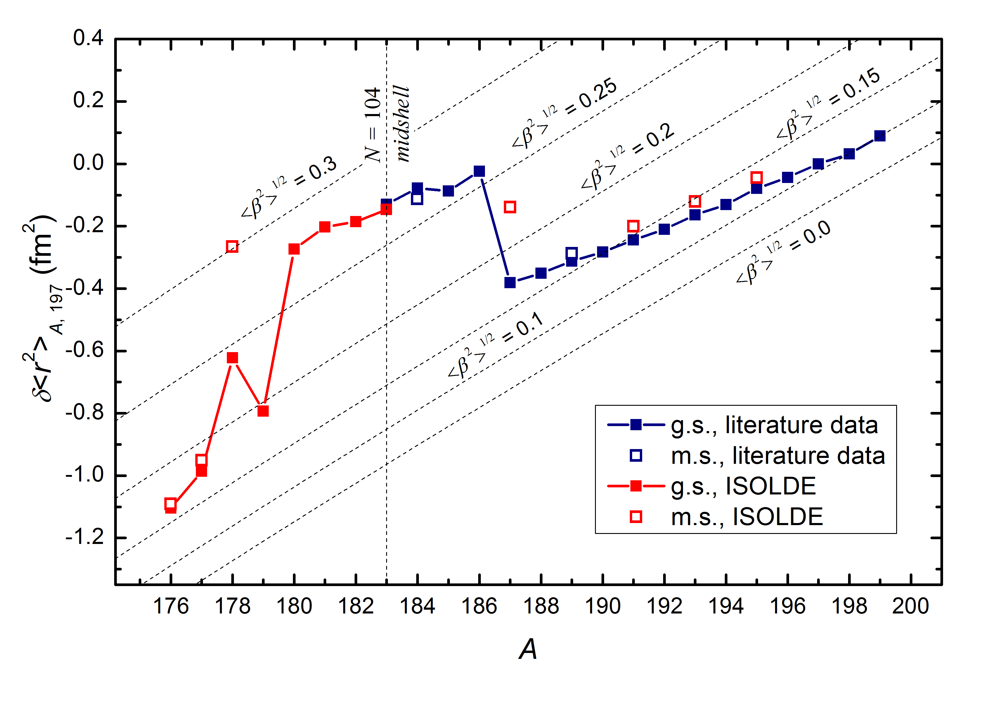 0.4
0.2
0.0
-0.2
-0.4
-0.6
-0.8
-1.0
-1.2
δ<r²>A, 197 (fm²)
N = 104
midshell
<β²>^1/2 = 0.3
<β²>^1/2 = 0.25
<β²>^1/2 = 0.2
<β²>^1/2 = 0.15
<β²>^1/2 = 0.1
<β²>^1/2 = 0.0
g.s., literature data
m.s., literature data
g.s., ISOLDE
m.s., ISOLDE
176 178 180 182 184 186 188 190 192 194 196 198 200
A